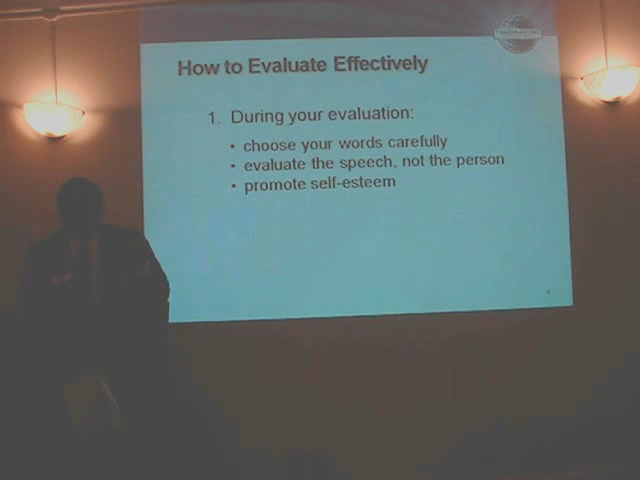 How to Evaluate Effectively
1. During your evaluation:
• choose your words carefully
• evaluate the speech, not the person
• promote self-esteem